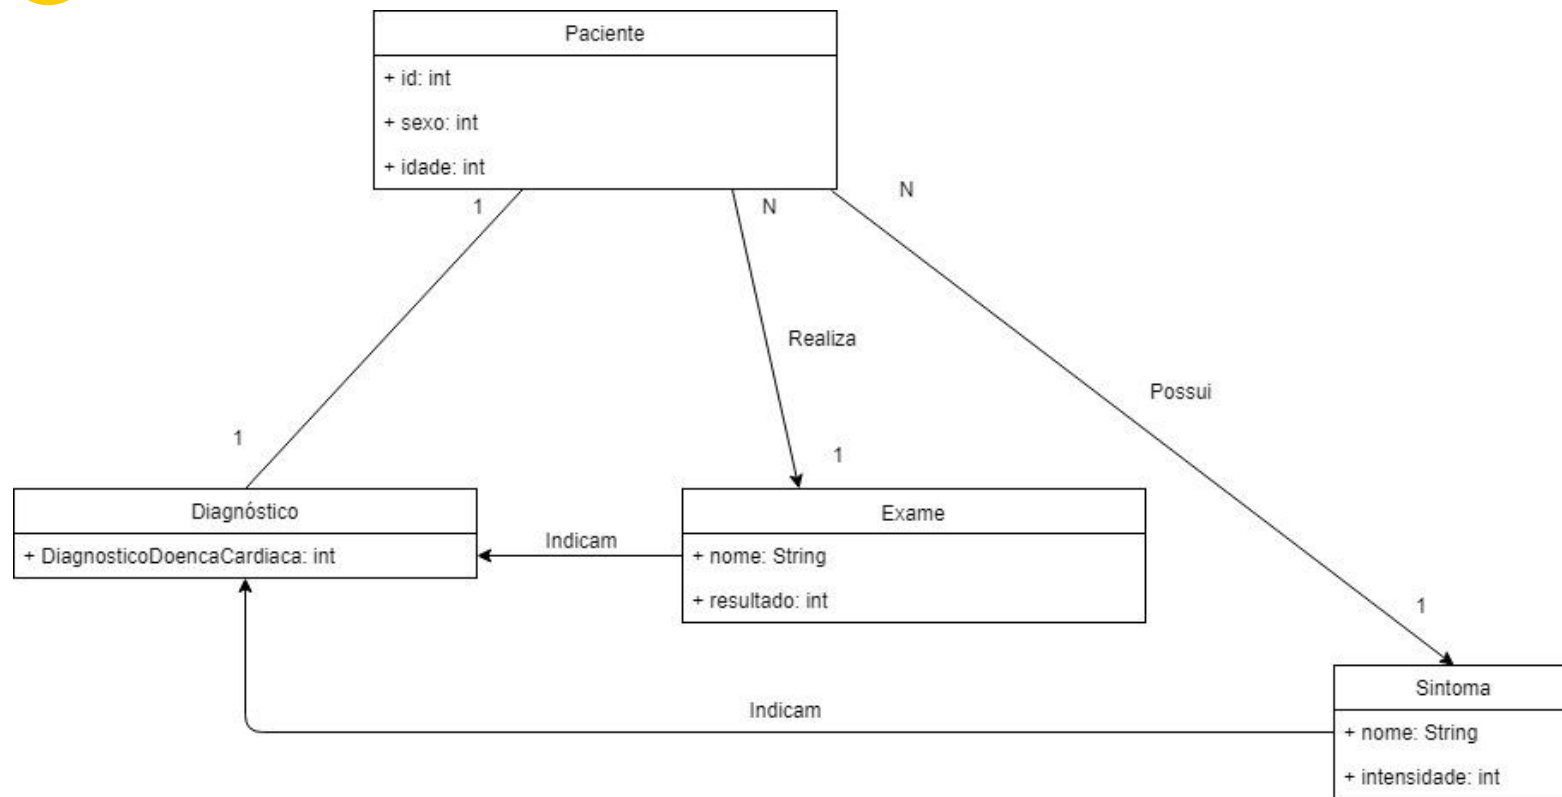 Paciente
+ id: int
+ sexo: int
+ idade: int
1
N
N
Realiza
Possui
1
1
Diagnóstico
+ DiagnosticoDoencaCardiaca: int
Indicam
Exame
+ nome: String
+ resultado: int
1
Sintoma
+ nome: String
+ intensidade: int
Indicam